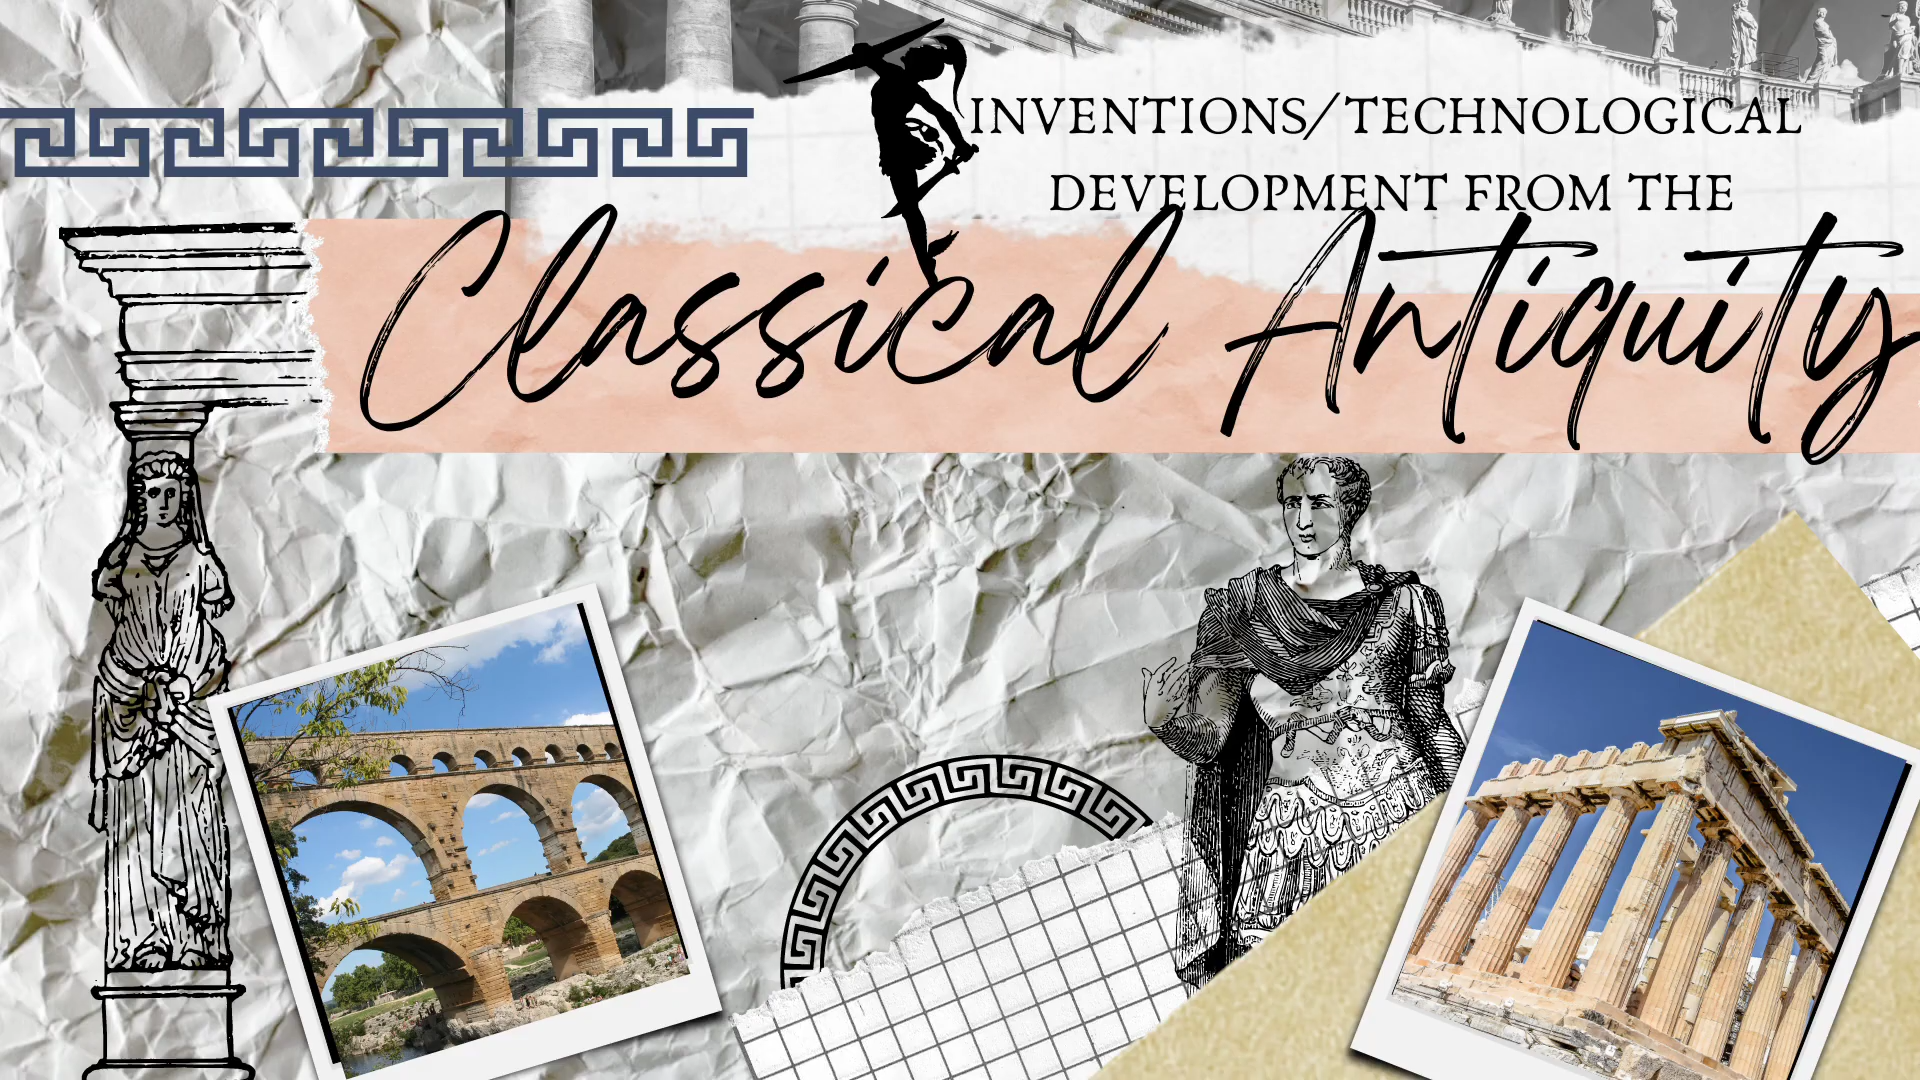 INVENTIONS/TECHNOLOGICAL
DEVELOPMENT FROM THE
Classical Antiquity